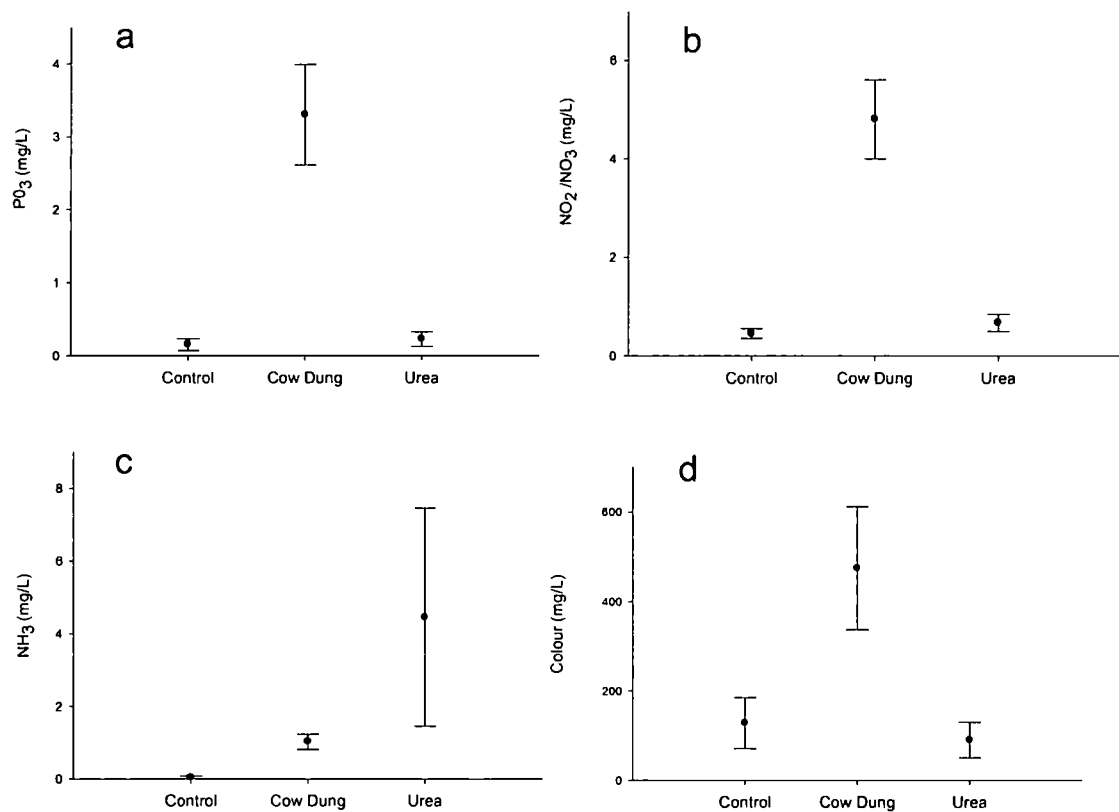 a
4
3
2
1
0
P0₃ (mg/L)
Control Cow Dung Urea
b
6
4
2
0
NO₂ /NO₃ (mg/L)
Control Cow Dung Urea
c
8
6
4
2
0
NH₃ (mg/L)
Control Cow Dung Urea
d
600
400
200
0
Colour (mg/L)
Control Cow Dung Urea